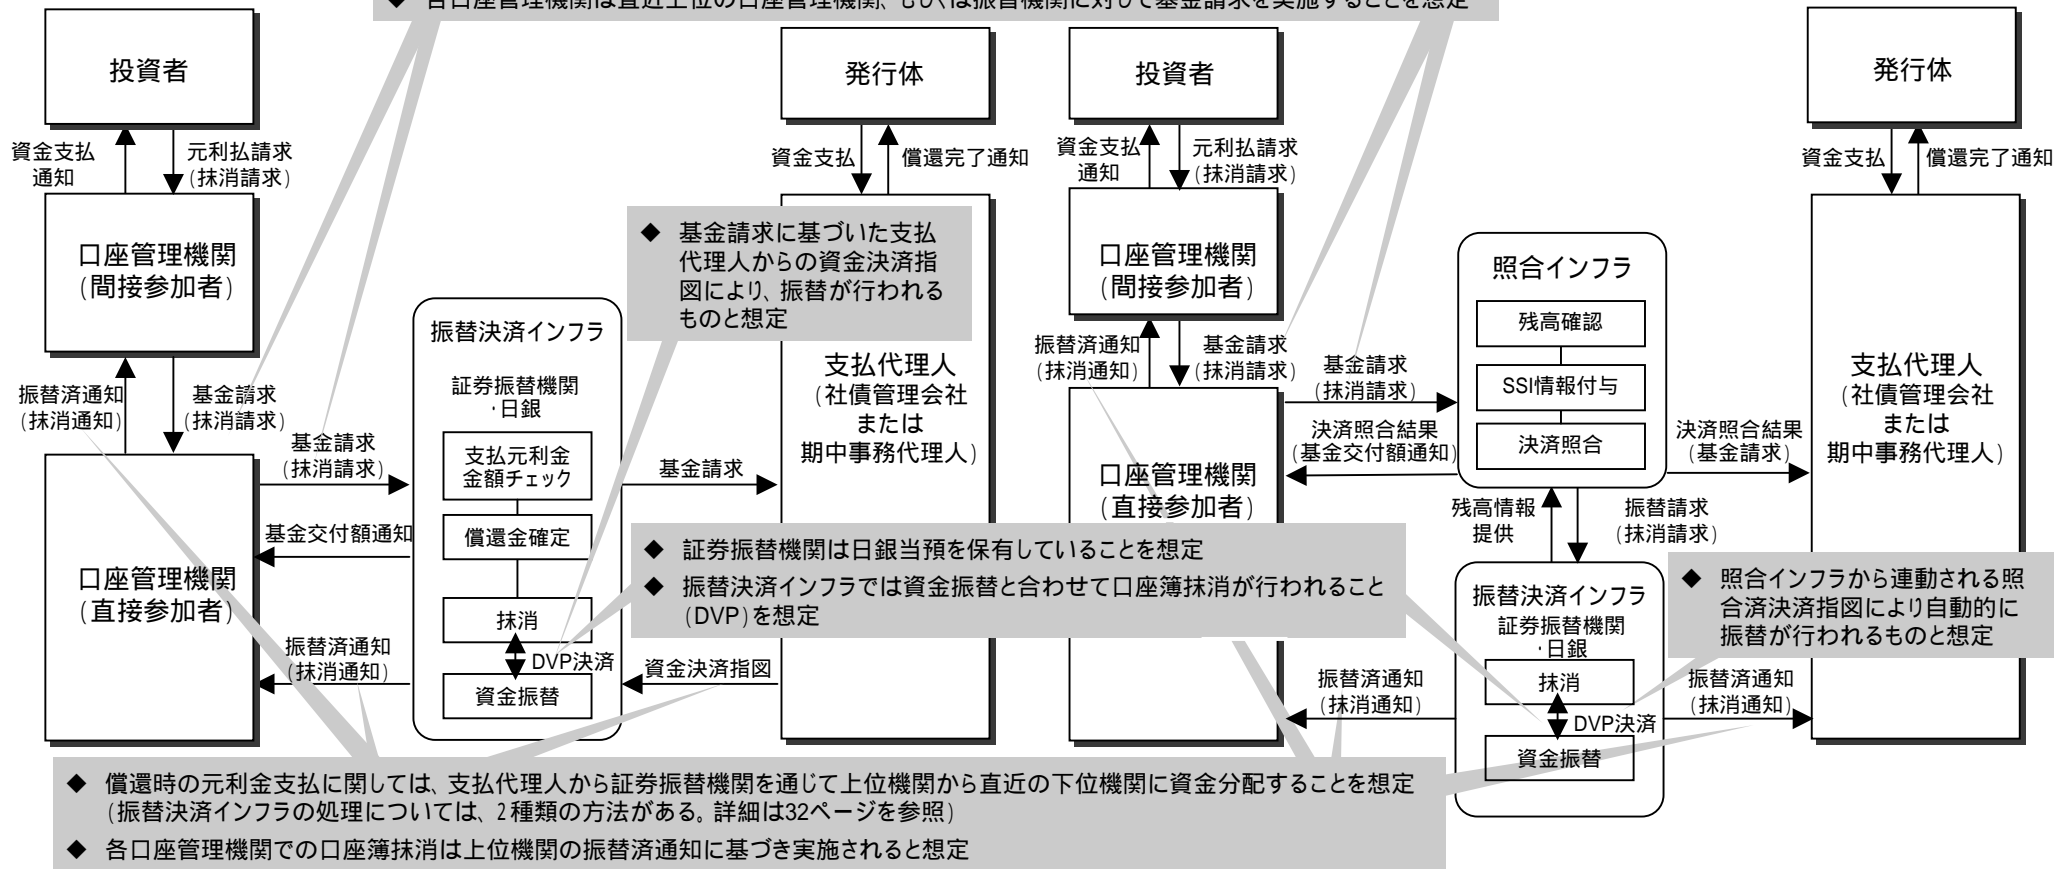 ◆ 各口座管理機関は直近上位の口座管理機関、もしくは振替機関に対して基金請求を実施することを想定
投資者
資金支払
通知
元利払請求
(抹消請求)
口座管理機関
(間接参加者)
振替済通知
(抹消通知)
基金請求
(抹消請求)
口座管理機関
(直接参加者)
基金請求
(抹消請求)
基金交付額通知
振替済通知
(抹消通知)
振替決済インフラ
証券振替機関
・日銀
支払元利金
金額チェック
償還金確定
抹消
DVP決済
資金振替
基金請求
資金決済指図
発行体
資金支払
償還完了通知
支払代理人
(社債管理会社
または
期中事務代理人)
◆ 基金請求に基づいた支払
代理人からの資金決済指
図により、振替が行われる
ものと想定
◆ 証券振替機関は日銀当預を保有していることを想定
◆ 振替決済インフラでは資金振替と合わせて口座簿抹消が行われること
(DVP)を想定
投資者
資金支払
通知
元利払請求
(抹消請求)
口座管理機関
(間接参加者)
振替済通知
(抹消通知)
基金請求
(抹消請求)
口座管理機関
(直接参加者)
基金請求
(抹消請求)
決済照合結果
(基金交付額通知)
振替済通知
(抹消通知)
照合インフラ
残高確認
SSI情報付与
決済照合
残高情報
提供
振替請求
(抹消請求)
振替決済インフラ
証券振替機関
・日銀
抹消
DVP決済
資金振替
決済照合結果
(基金請求)
振替済通知
(抹消通知)
発行体
資金支払
償還完了通知
支払代理人
(社債管理会社
または
期中事務代理人)
◆ 照合インフラから連動される照
合済決済指図により自動的に
振替が行われるものと想定
◆ 償還時の元利金支払に関しては、支払代理人から証券振替機関を通じて上位機関から直近の下位機関に資金分配することを想定
(振替決済インフラの処理については、2種類の方法がある。詳細は32ページを参照)
◆ 各口座管理機関での口座簿抹消は上位機関の振替済通知に基づき実施されると想定